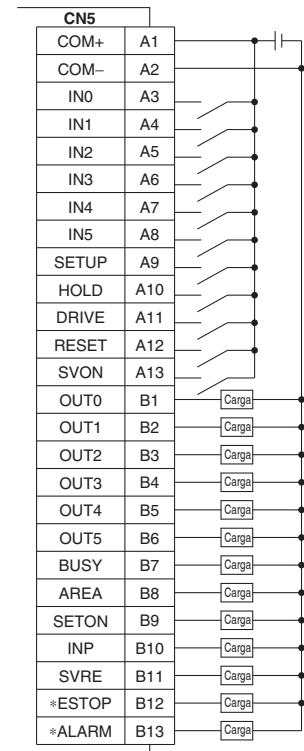 CN5
COM+ A1
COM− A2
IN0 A3
IN1 A4
IN2 A5
IN3 A6
IN4 A7
IN5 A8
SETUP A9
HOLD A10
DRIVE A11
RESET A12
SVON A13
OUT0 B1 Carga
OUT1 B2 Carga
OUT2 B3 Carga
OUT3 B4 Carga
OUT4 B5 Carga
OUT5 B6 Carga
BUSY B7 Carga
AREA B8 Carga
SETON B9 Carga
INP B10 Carga
SVRE B11 Carga
*ESTOP B12 Carga
*ALARM B13 Carga